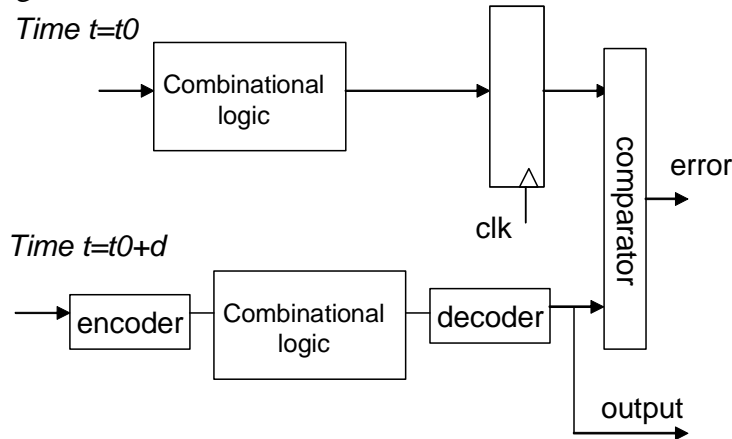 Time t=t0
Combinational
logic
clk
comparator
error
Time t=t0+d
encoder
Combinational
logic
decoder
output